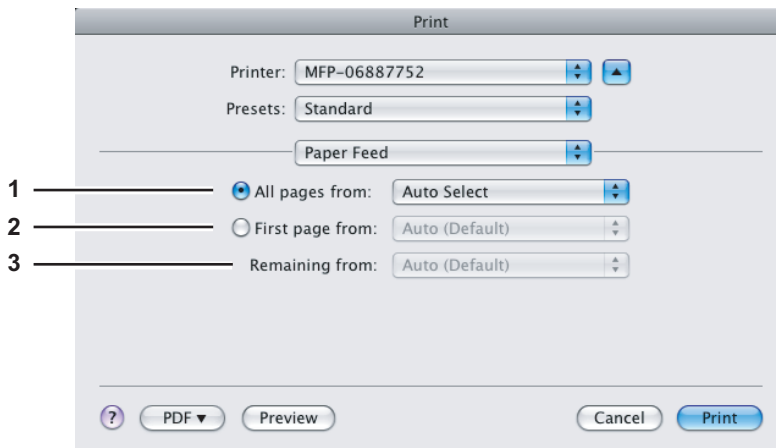 Print
Printer: MFP-06887752
Presets: Standard
Paper Feed
1 All pages from: Auto Select
2 First page from: Auto (Default)
3 Remaining from: Auto (Default)
? PDF▼ Preview Cancel Print